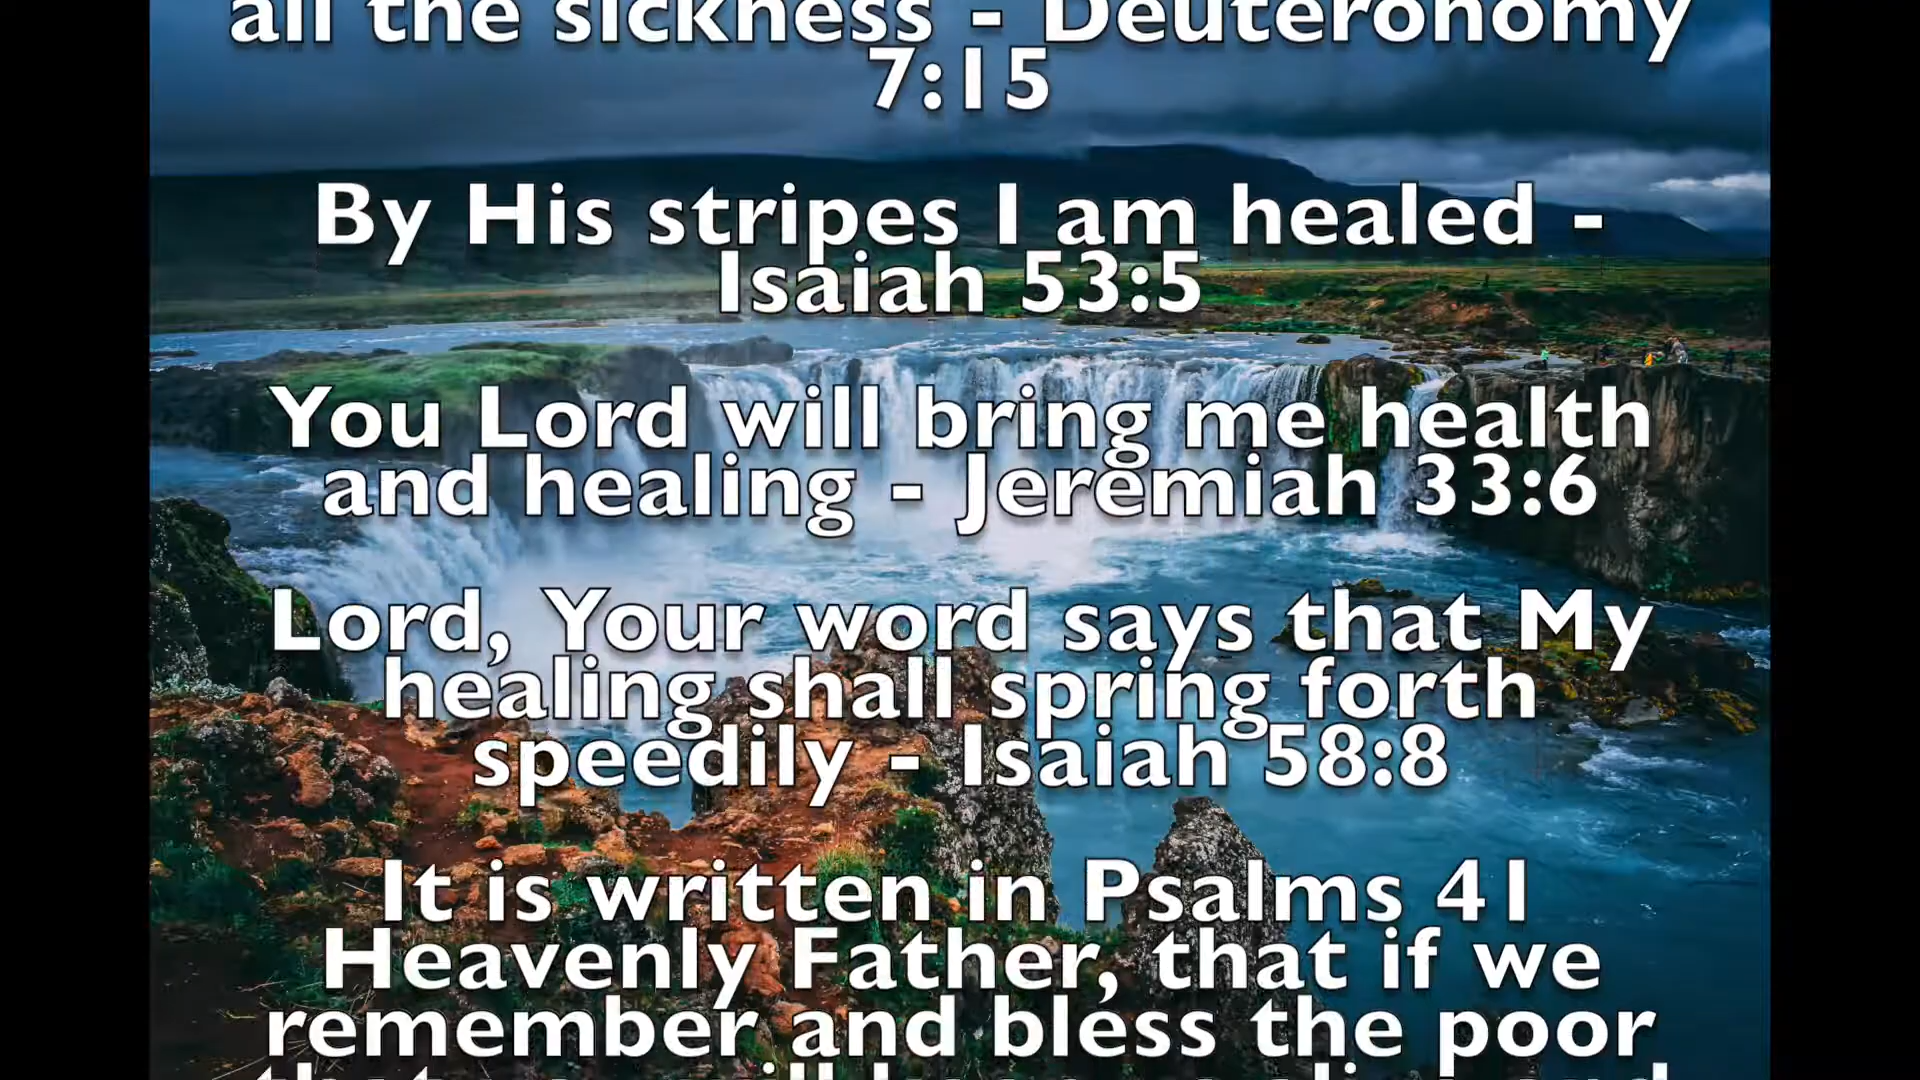 all the sickness - Deuteronomy
7:15
By His stripes I am healed -
Isaiah 53:5
You Lord will bring me health
and healing - Jeremiah 33:6
Lord, Your word says that My
healing shall spring forth
speedily - Isaiah 58:8
It is written in Psalms 41
Heavenly Father, that if we
remember and bless the poor